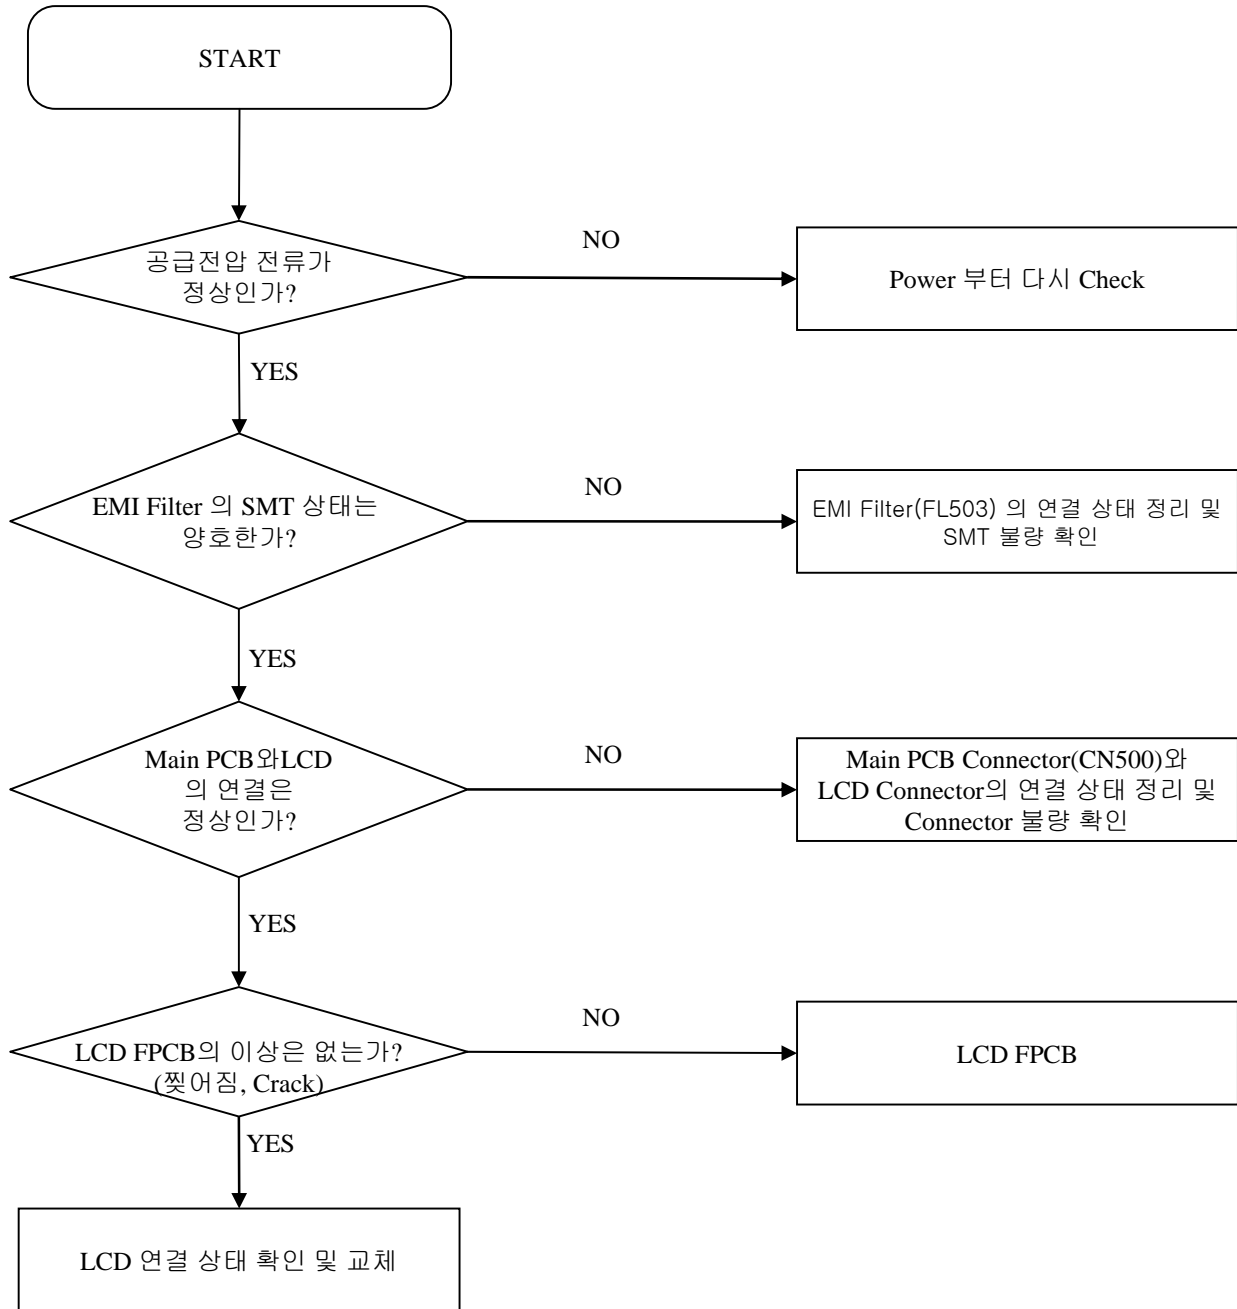 START
공급전압 전류가
정상인가?
NO
Power 부터 다시 Check
YES
EMI Filter 의 SMT 상태는
양호한가?
NO
EMI Filter(FL503) 의 연결 상태 정리 및
SMT 불량 확인
YES
Main PCB와LCD
의 연결은
정상인가?
NO
Main PCB Connector(CN500)와
LCD Connector의 연결 상태 정리 및
Connector 불량 확인
YES
LCD FPCB의 이상은 없는가?
(찢어짐, Crack)
NO
LCD FPCB
YES
LCD 연결 상태 확인 및 교체